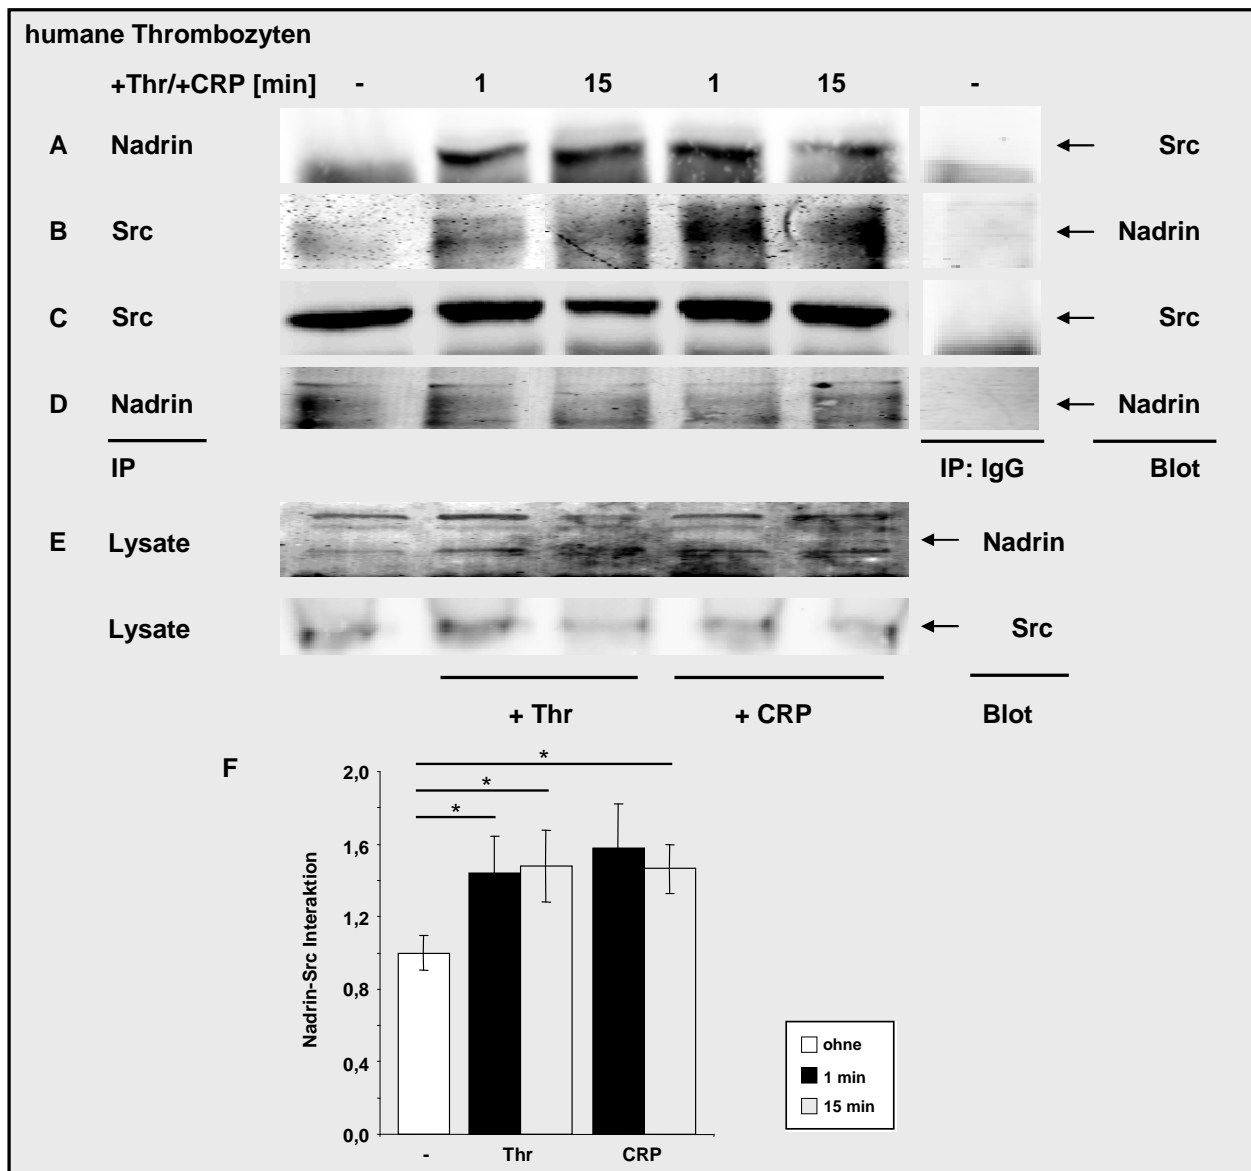 humane Thrombozyten
+Thr/+CRP [min] - 1 15 1 15 -
A Nadrin Src
B Src Nadrin
C Src Src
D Nadrin Nadrin
IP IP: IgG Blot
E Lysate Nadrin
Lysate Src
+ Thr + CRP Blot
F
*
*
*
2,0
1,6
1,2
0,8
0,4
0,0
Nadrin-Src Interaktion
- Thr CRP
ohne
1 min
15 min